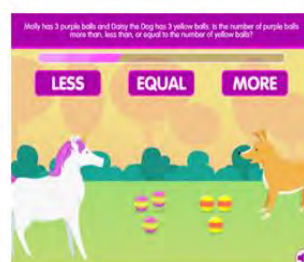 Molly has 3 purple balls and Daisy the Dog has 3 yellow balls. Is the number of purple balls
more than, less than, or equal to the number of yellow balls?
LESS EQUAL MORE